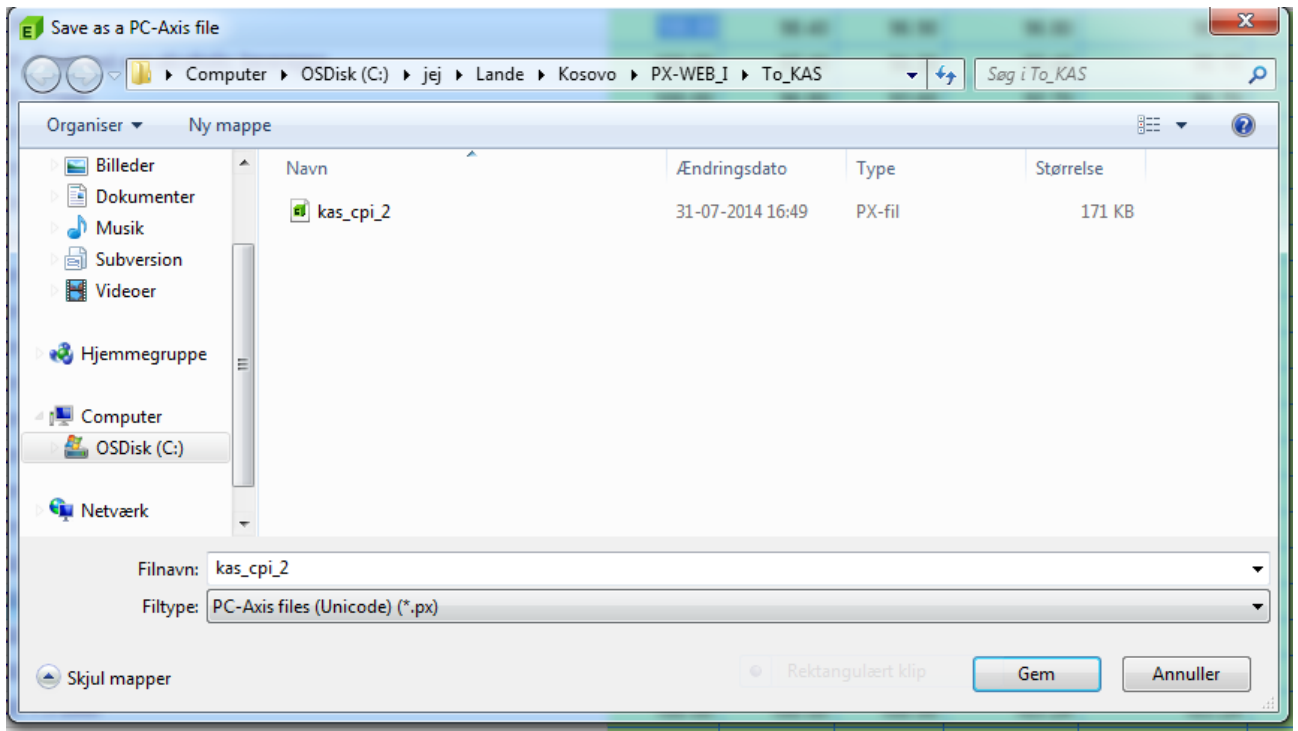 Save as a PC-Axis file
Computer ▸ OSDisk (C:) ▸ jej ▸ Lande ▸ Kosovo ▸ PX-WEB_I ▸ To_KAS
Søg i To_KAS
Organiser Ny mappe
Navn Ændringsdato Type Størrelse
kas_cpi_2 31-07-2014 16:49 PX-fil 171 KB
Billeder
Dokumenter
Musik
Subversion
Videoer
Hjemmegruppe
Computer
OSDisk (C:)
Netværk
Filnavn: kas_cpi_2
Filtype: PC-Axis files (Unicode) (*.px)
Skjul mapper
Rektangulært klip
Gem
Annuller